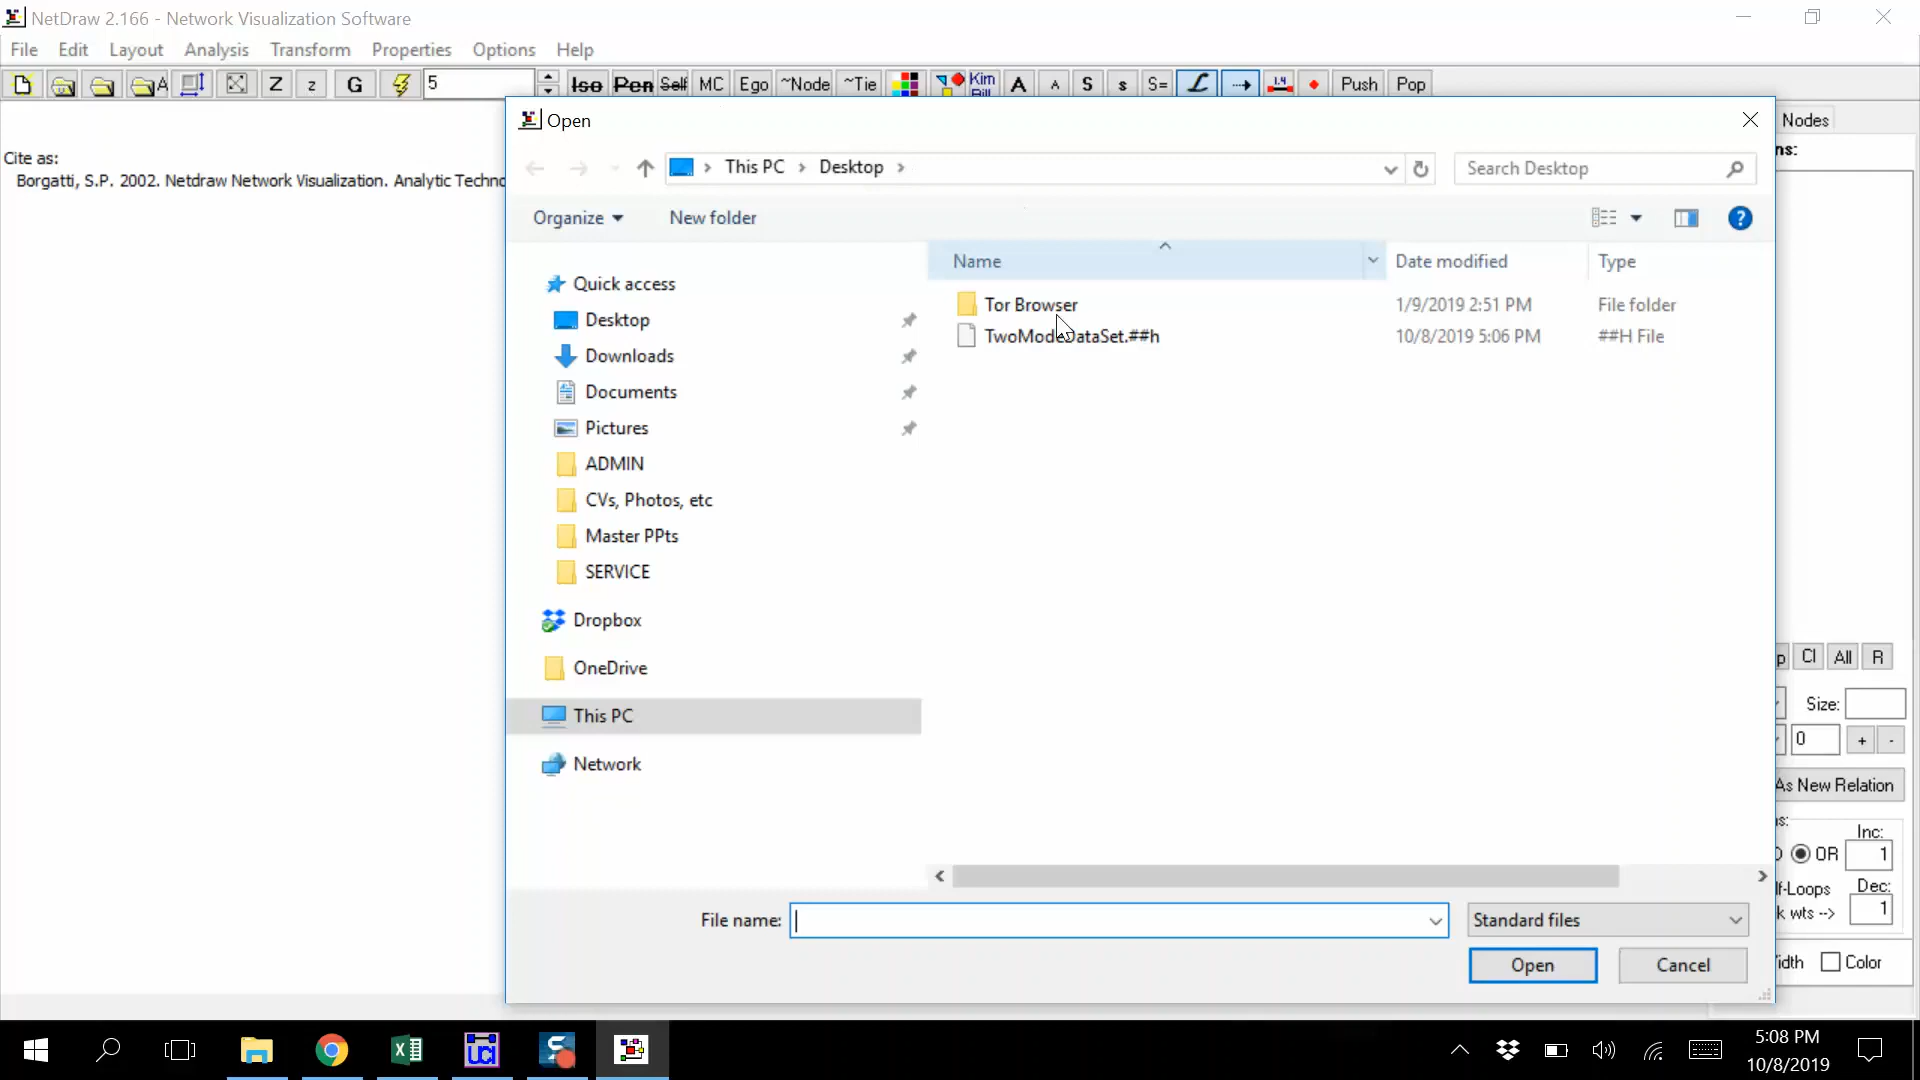 NetDraw 2.166 - Network Visualization Software
File Edit Layout Analysis Transform Properties Options Help
A Z z G 5 Iso Pen Self MC Ego ~Node ~Tie Kim Bill A A S s S= L 1.4 Push Pop
Open
Nodes
ns:
Cite as:
Borgatti, S.P. 2002. Netdraw Network Visualization. Analytic Techno
This PC > Desktop >
Search Desktop
Organize New folder
Name Date modified Type
Quick access
Tor Browser 1/9/2019 2:51 PM File folder
Desktop
TwoModeDataSet.##h 10/8/2019 5:06 PM ##H File
Downloads
Documents
Pictures
ADMIN
CVs, Photos, etc
Master PPts
SERVICE
Dropbox
OneDrive
This PC
Network
p Cl All R
Size:
0 + -
As New Relation
s:
Inc:
OR 1
lf-Loops Dec:
k wts --> 1
File name: Standard files
Open Cancel
idth Color
UCI
5:08 PM
10/8/2019